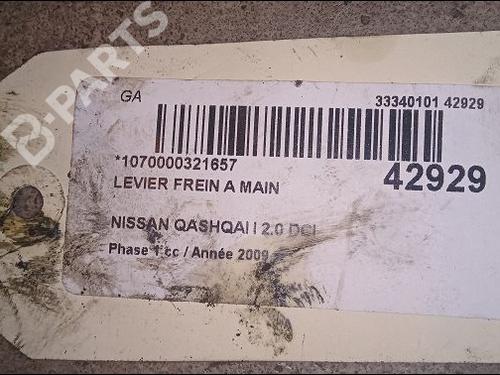 B-PARTS
GA
33340101 42929
*1070000321657
42929
LEVIER FREIN A MAIN
NISSAN QASHQAI I 2.0 DCI
Phase 1 cc / Année 2009